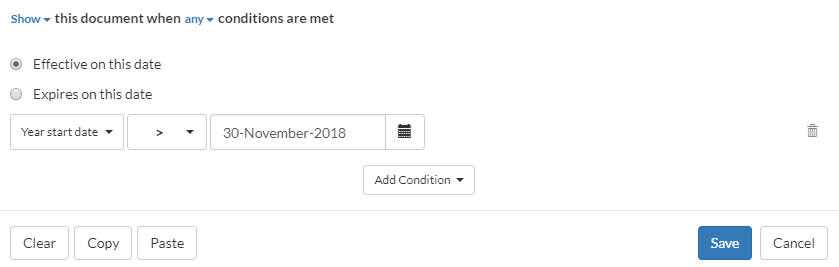 Show this document when any conditions are met
Effective on this date
Expires on this date
Year start date > 30-November-2018
Add Condition
Clear Copy Paste Save Cancel